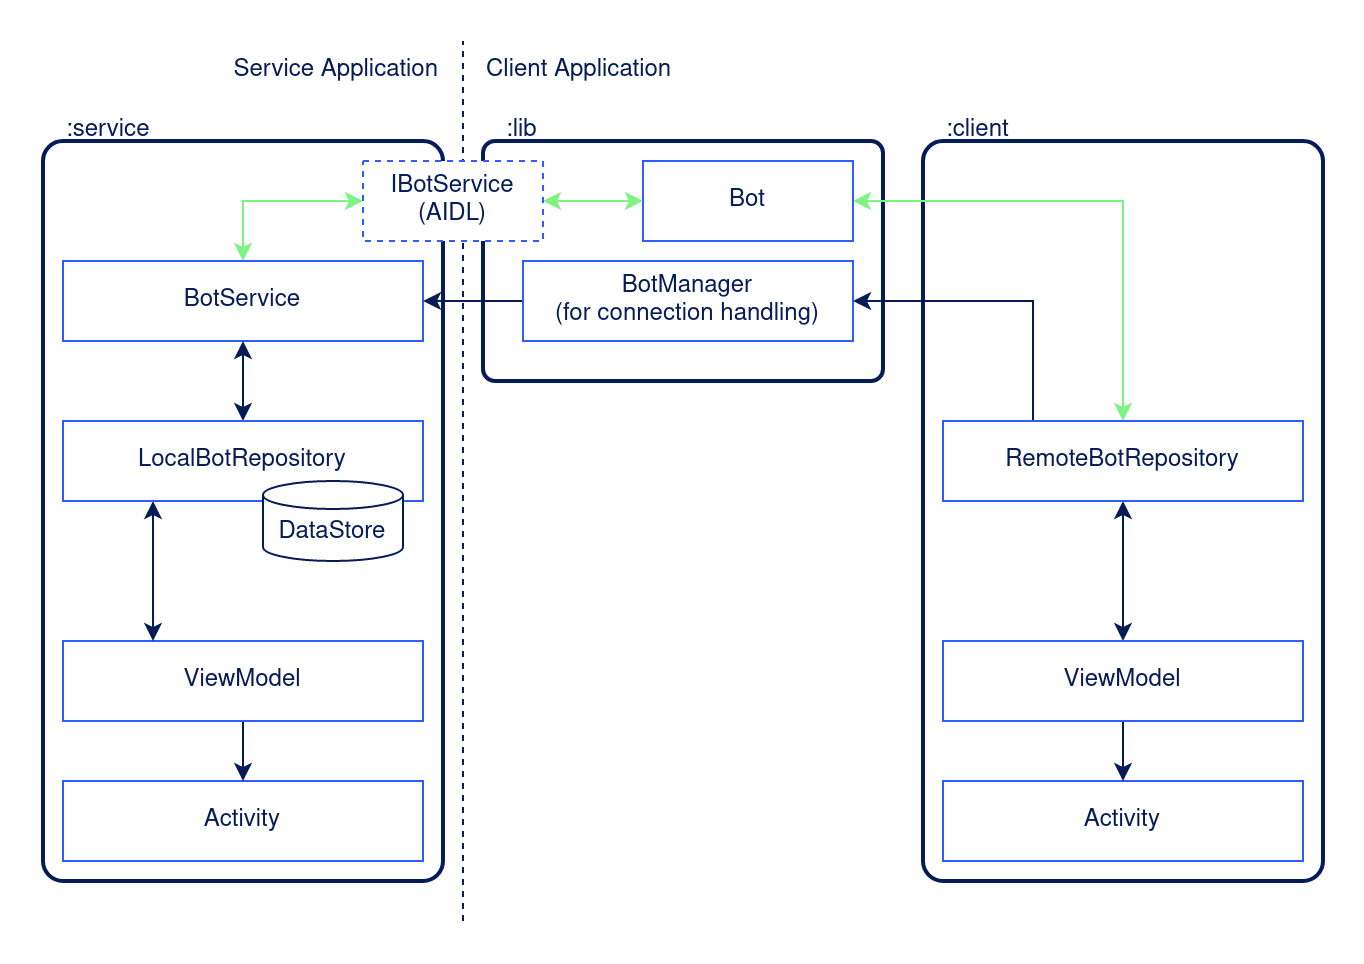 Service Application
Client Application
:service
:lib
:client
IBotService
(AIDL)
Bot
BotService
BotManager
(for connection handling)
LocalBotRepository
DataStore
RemoteBotRepository
ViewModel
ViewModel
Activity
Activity